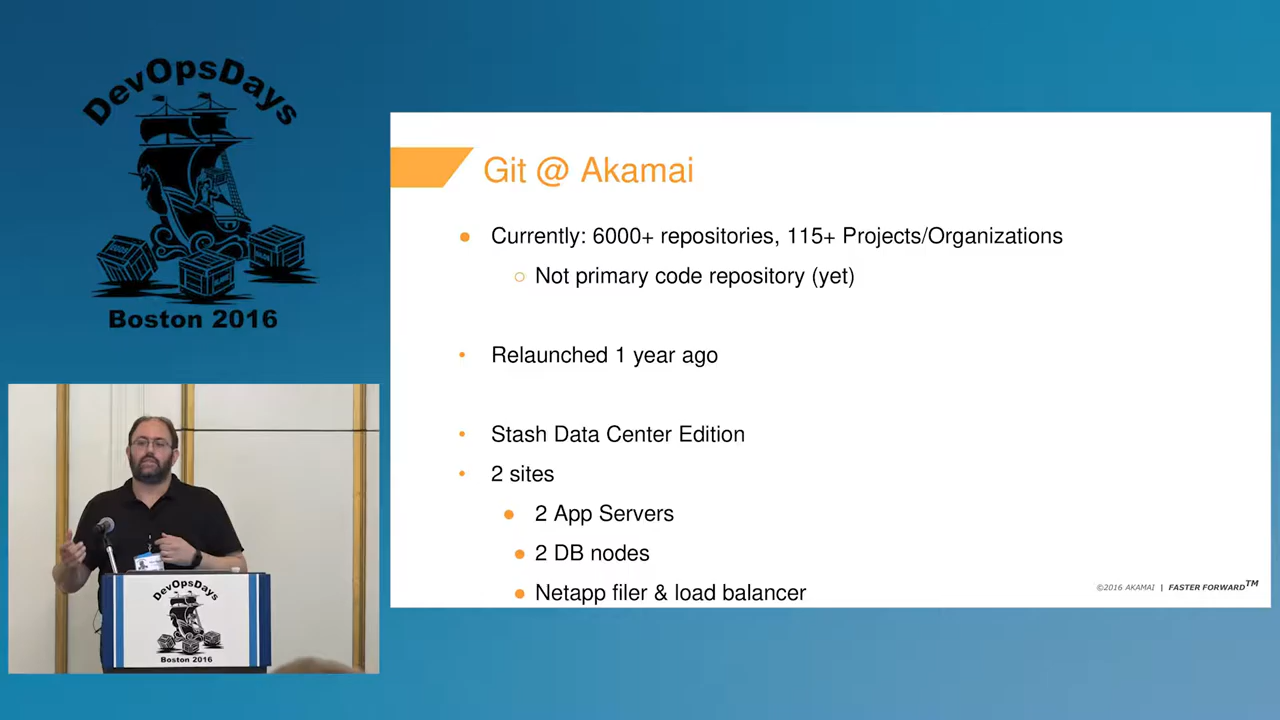 DevOpsDays
Boston 2016
Git @ Akamai
Currently: 6000+ repositories, 115+ Projects/Organizations
Not primary code repository (yet)
Relaunched 1 year ago
Stash Data Center Edition
2 sites
2 App Servers
2 DB nodes
Netapp filer & load balancer
©2016 AKAMAI | FASTER FORWARD™
DevOpsDays
Boston 2016